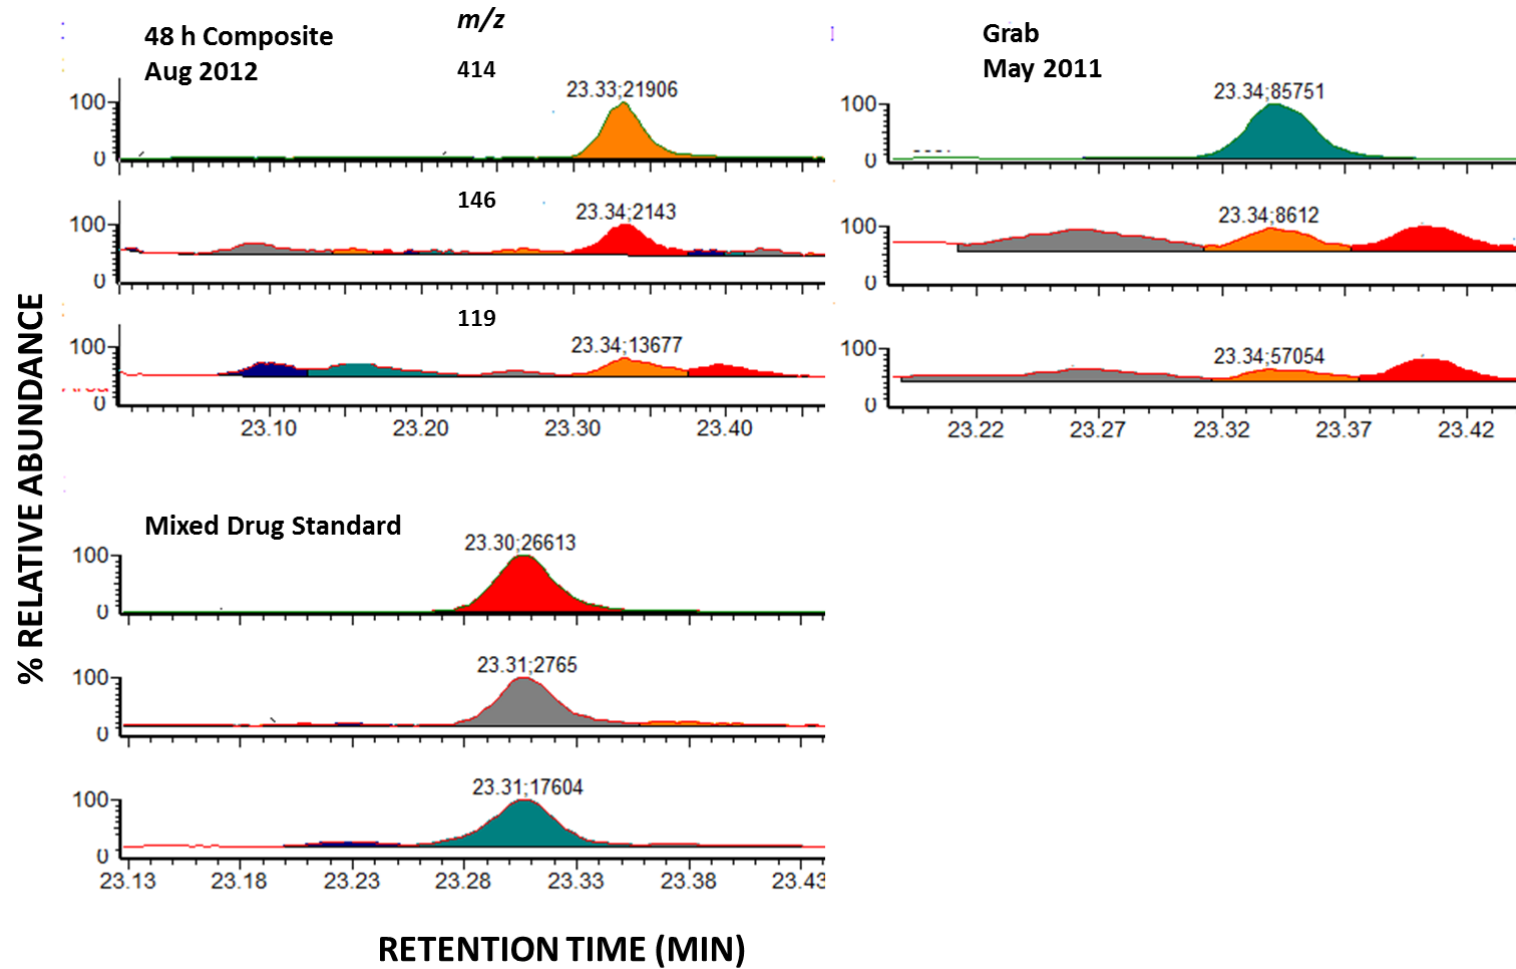 48 h Composite
Aug 2012
m/z
414
23.33;21906
100
0
146
23.34;2143
100
0
119
23.34;13677
100
0
23.10 23.20 23.30 23.40
Grab
May 2011
23.34;85751
100
0
23.34;8612
100
0
23.34;57054
100
0
23.22 23.27 23.32 23.37 23.42
% RELATIVE ABUNDANCE
Mixed Drug Standard
23.30;26613
100
0
23.31;2765
100
0
23.31;17604
100
0
23.13 23.18 23.23 23.28 23.33 23.38 23.43
RETENTION TIME (MIN)